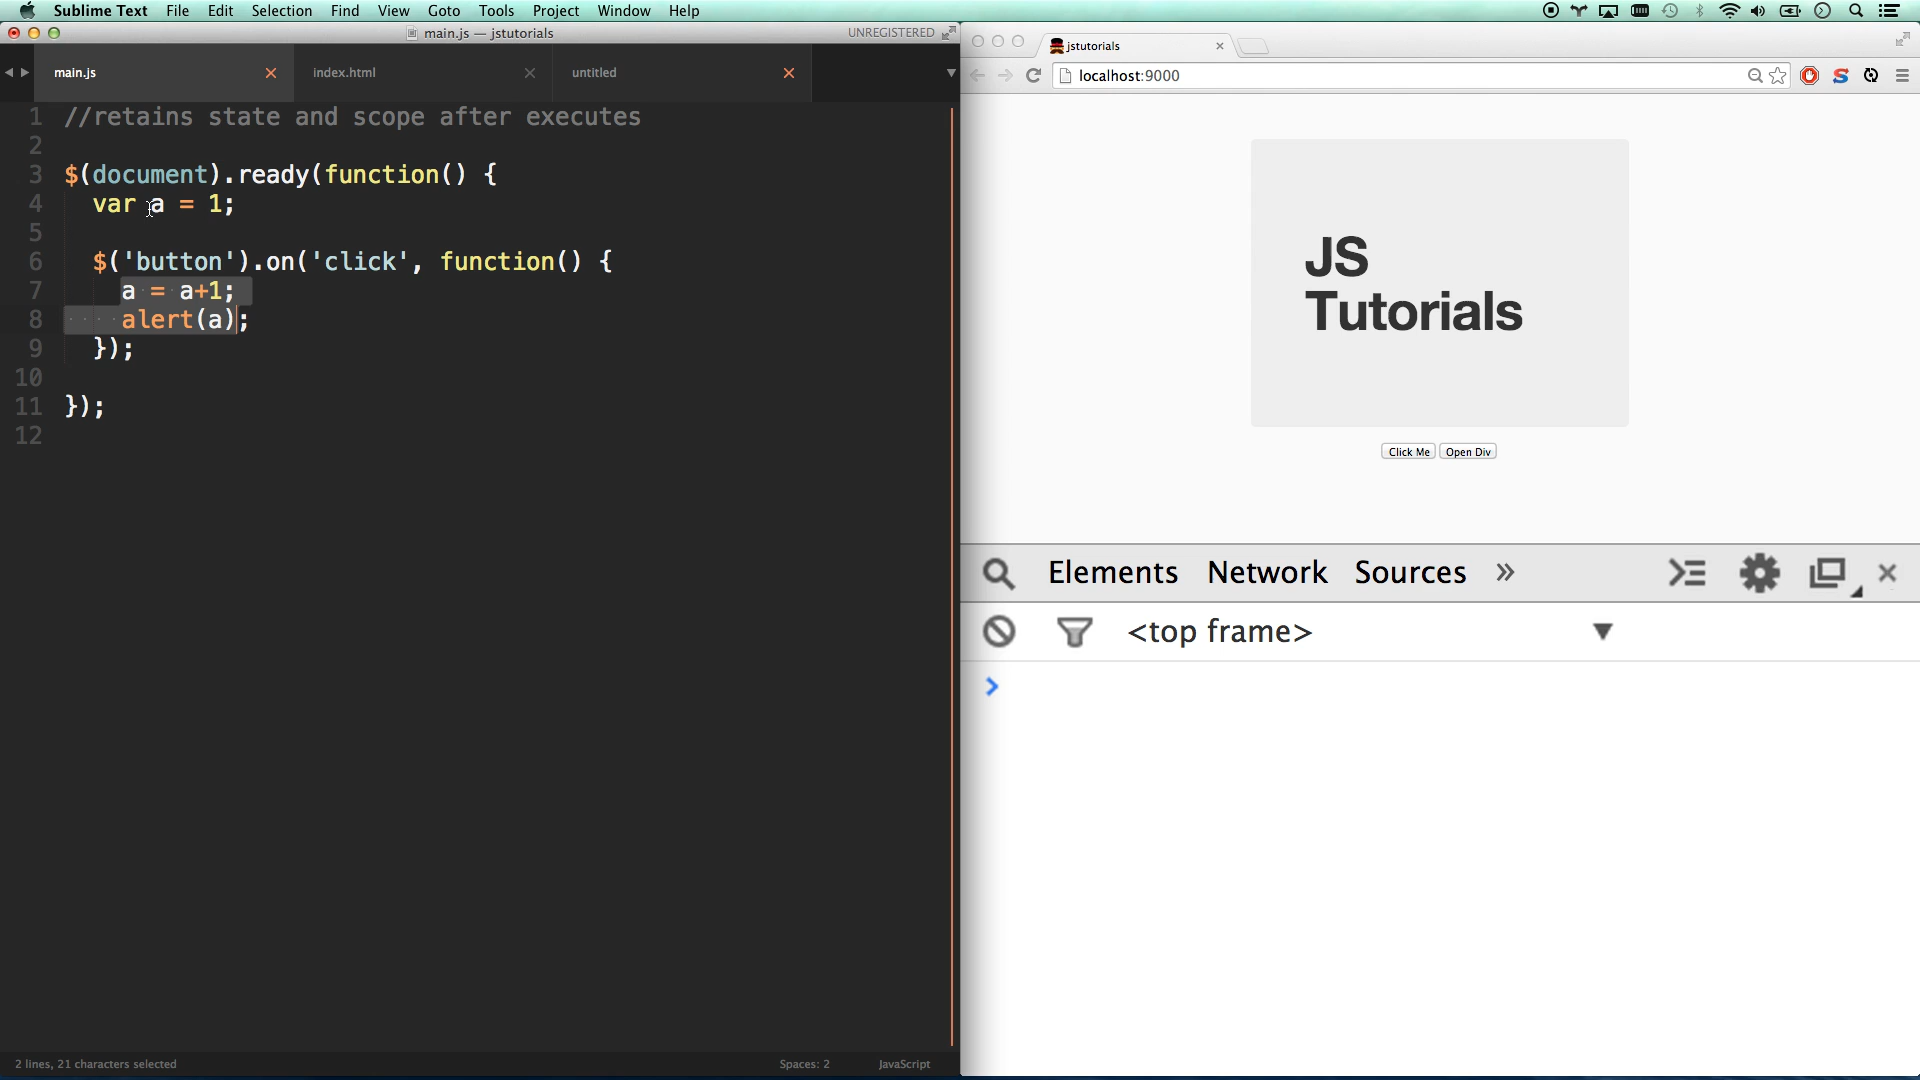 Sublime Text File Edit Selection Find View Goto Tools Project Window Help
main.js — jstutorials UNREGISTERED
main.js index.html untitled
1 //retains state and scope after executes
2
3 $(document).ready(function() {
4 var a = 1;
5
6 $('button').on('click', function() {
7 a = a+1;
8 alert(a);
9 });
10
11 });
12
2 lines, 21 characters selected Spaces: 2 JavaScript
jstutorials
localhost:9000
JS
Tutorials
Click Me Open Div
Elements Network Sources »
<top frame>